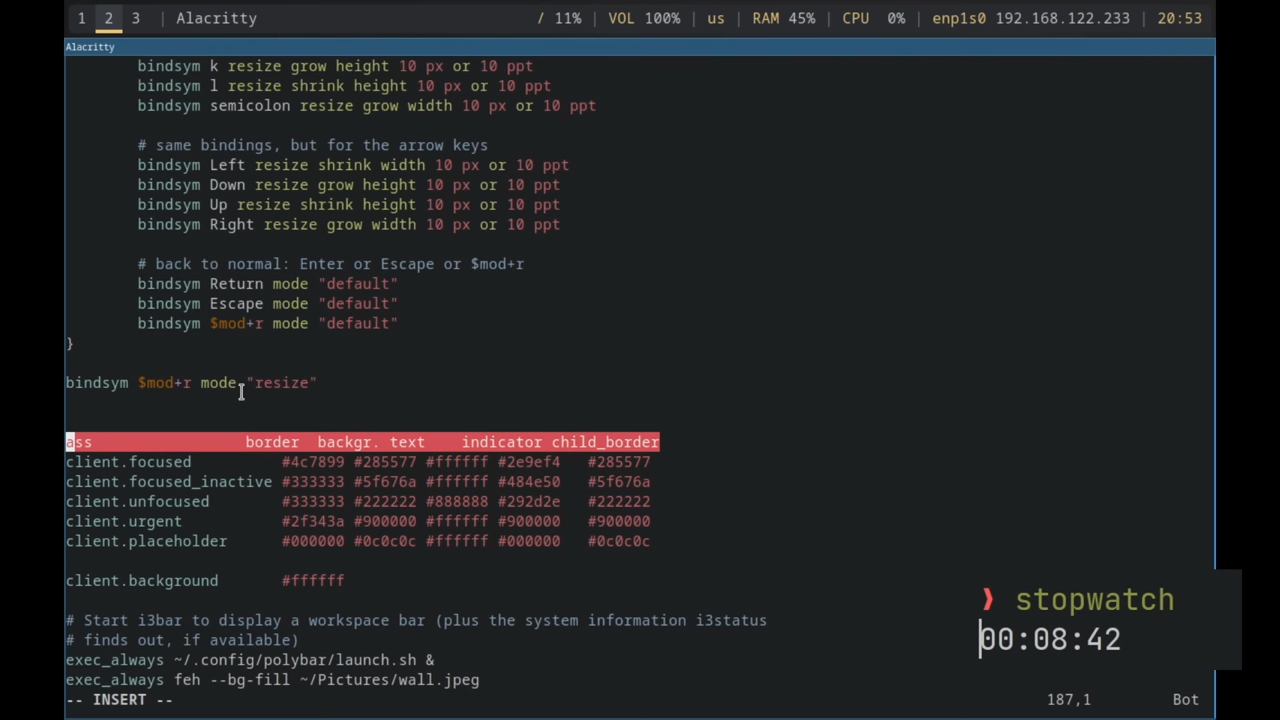 1 2 3 | Alacritty / 11% | VOL 100% | us | RAM 45% | CPU 0% | enp1s0 192.168.122.233 | 20:53
Alacritty
bindsym k resize grow height 10 px or 10 ppt
bindsym l resize shrink height 10 px or 10 ppt
bindsym semicolon resize grow width 10 px or 10 ppt
# same bindings, but for the arrow keys
bindsym Left resize shrink width 10 px or 10 ppt
bindsym Down resize grow height 10 px or 10 ppt
bindsym Up resize shrink height 10 px or 10 ppt
bindsym Right resize grow width 10 px or 10 ppt
# back to normal: Enter or Escape or $mod+r
bindsym Return mode "default"
bindsym Escape mode "default"
bindsym $mod+r mode "default"
}
bindsym $mod+r mode "resize"
ass border backgr. text indicator child_border
client.focused #4c7899 #285577 #ffffff #2e9ef4 #285577
client.focused_inactive #333333 #5f676a #ffffff #484e50 #5f676a
client.unfocused #333333 #222222 #888888 #292d2e #222222
client.urgent #2f343a #900000 #ffffff #900000 #900000
client.placeholder #000000 #0c0c0c #ffffff #000000 #0c0c0c
client.background #ffffff
# Start i3bar to display a workspace bar (plus the system information i3status
# finds out, if available)
exec_always ~/.config/polybar/launch.sh &
exec_always feh --bg-fill ~/Pictures/wall.jpeg
-- INSERT -- 187,1 Bot
❯ stopwatch
00:08:42